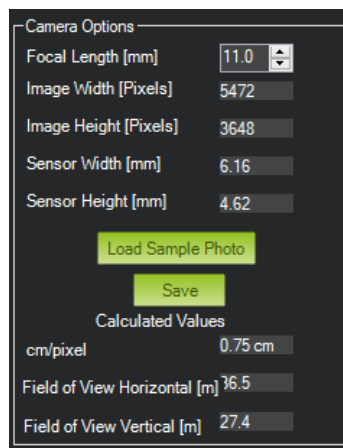 Camera Options
Focal Length [mm] 11.0
Image Width [Pixels] 5472
Image Height [Pixels] 3648
Sensor Width [mm] 6.16
Sensor Height [mm] 4.62
Load Sample Photo
Save
Calculated Values
cm/pixel 0.75 cm
Field of View Horizontal [m] 36.5
Field of View Vertical [m] 27.4